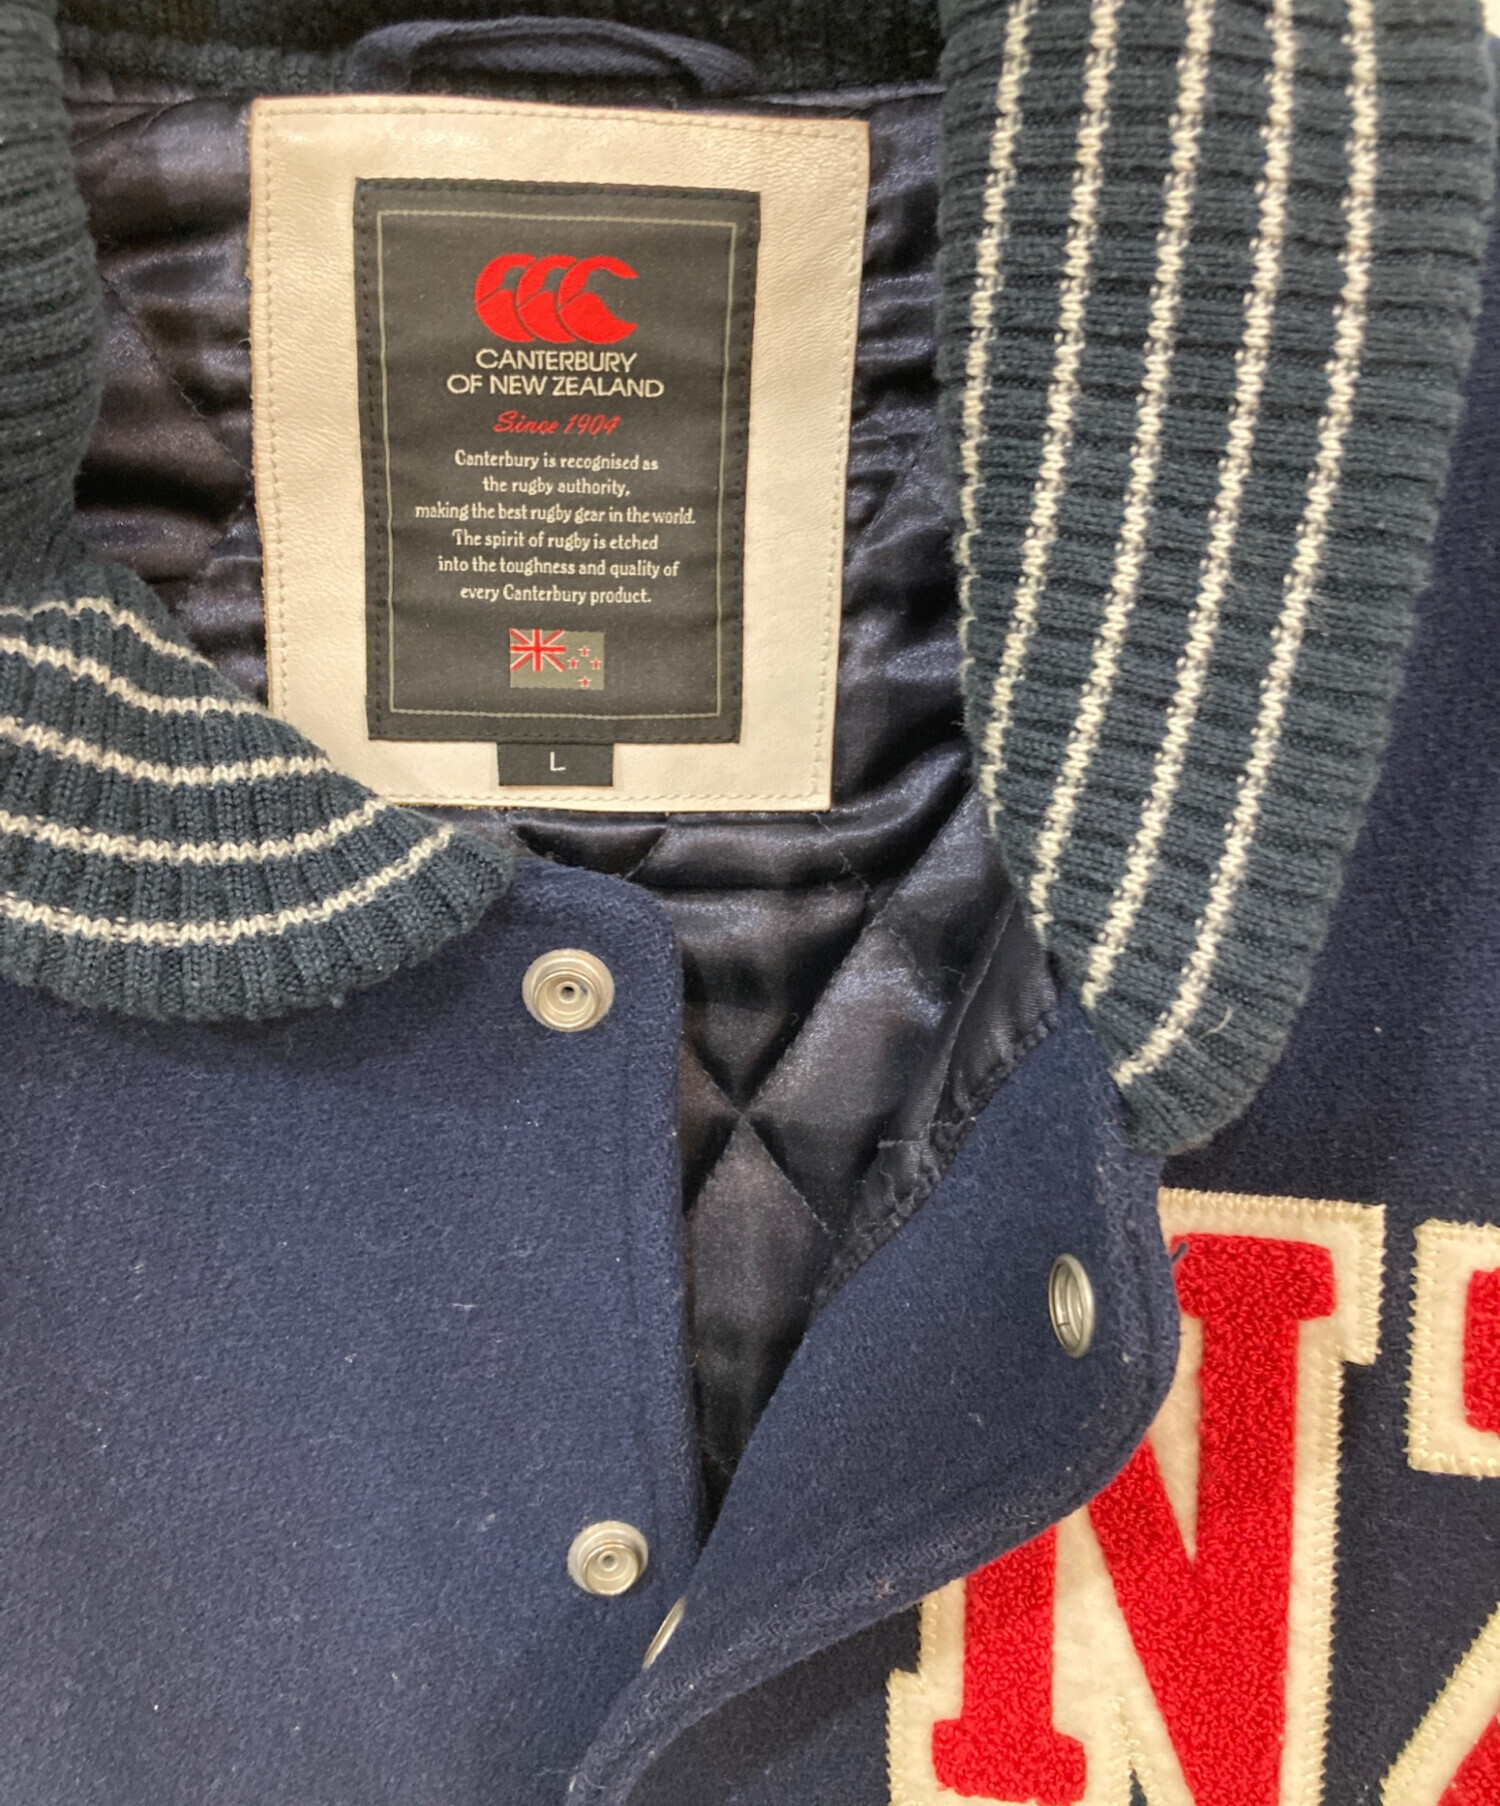 CANTERBURY
OF NEW ZEALAND
Since 1904
Canterbury is recognised as
the rugby authority,
making the best rugby gear in the world.
The spirit of rugby is etched
into the toughness and quality of
every Canterbury product.
L
NZ